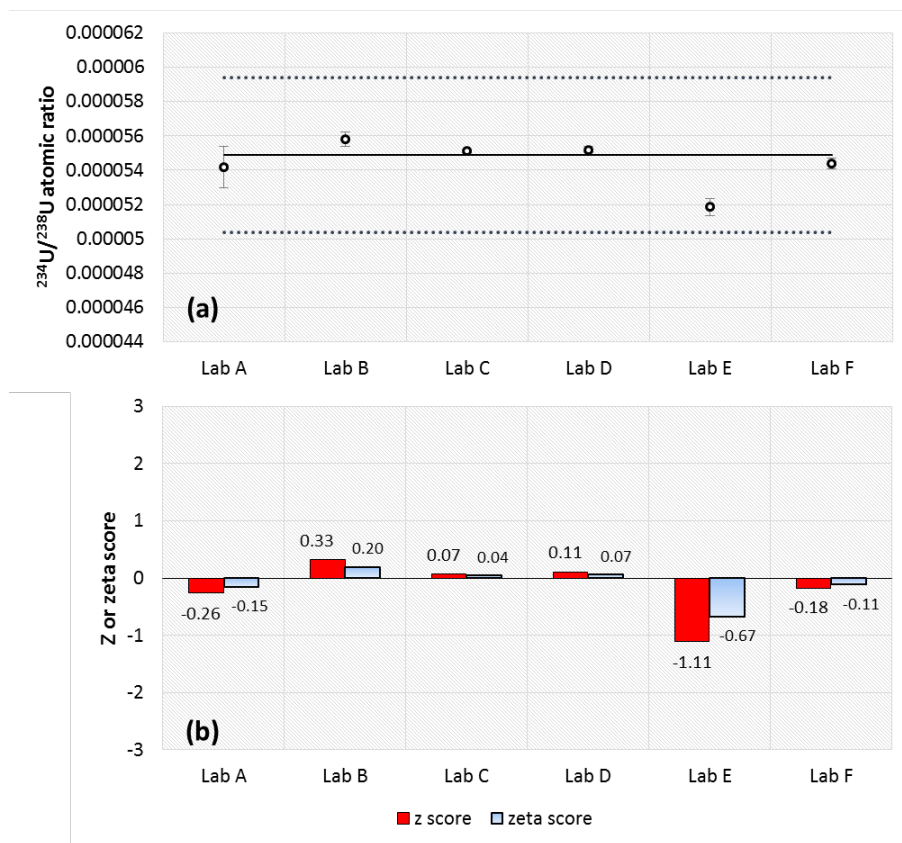 0.000062
0.00006
0.000058
0.000056
0.000054
0.000052
0.00005
0.000048
0.000046
0.000044
234U/238U atomic ratio
(a)
Lab A Lab B Lab C Lab D Lab E Lab F
3
2
1
0
-1
-2
-3
Z or zeta score
0.33 0.20 0.07 0.04 0.11 0.07
-0.26 -0.15 -1.11 -0.67 -0.18 -0.11
(b)
Lab A Lab B Lab C Lab D Lab E Lab F
z score zeta score